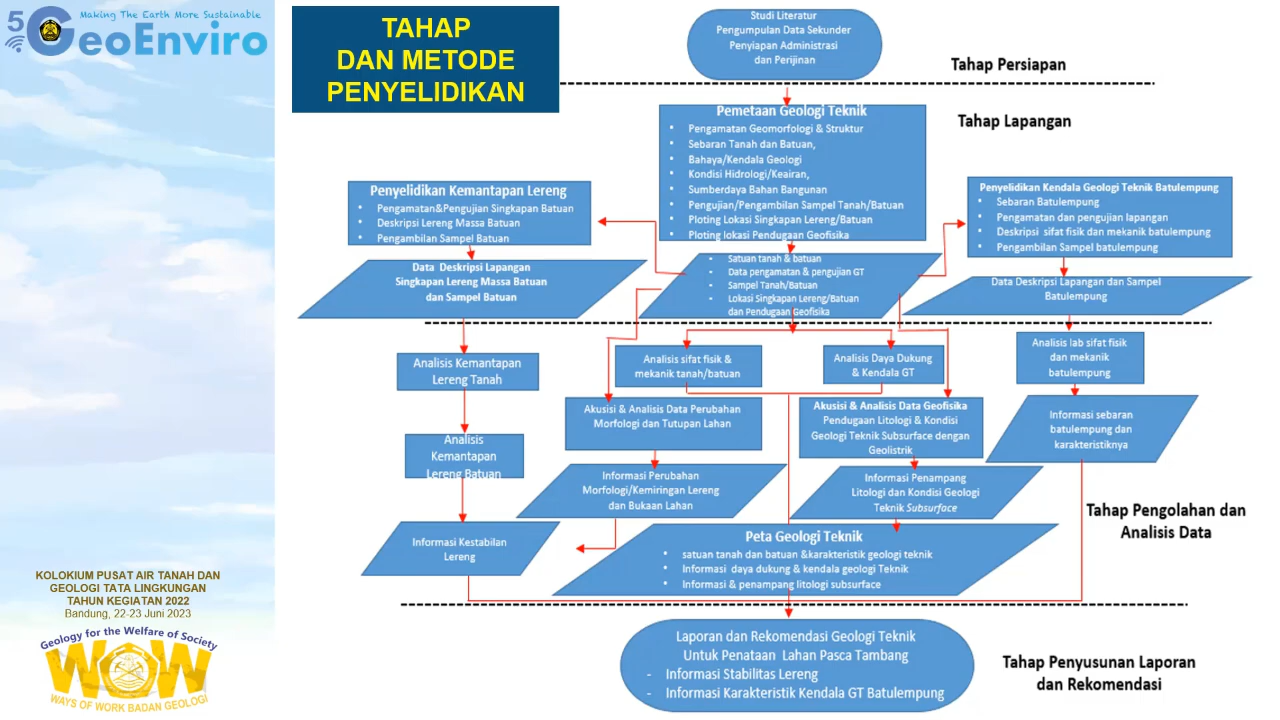 5
Making The Earth More Sustainable
GeoEnviro
TAHAP
DAN METODE
PENYELIDIKAN
Studi Literatur
Pengumpulan Data Sekunder
Penyiapan Administrasi
dan Perijinan
Tahap Persiapan
Tahap Lapangan
Pemetaan Geologi Teknik
• Pengamatan Geomorfologi & Struktur
• Sebaran Tanah dan Batuan,
• Bahaya/Kendala Geologi
• Kondisi Hidrologi/Keairan,
• Sumberdaya Bahan Bangunan
• Pengujian/Pengambilan Sampel Tanah/Batuan
• Ploting Lokasi Singkapan Lereng/Batuan
• Ploting lokasi Pendugaan Geofisika
Penyelidikan Kemantapan Lereng
• Pengamatan&Pengujian Singkapan Batuan
• Deskripsi Lereng Massa Batuan
• Pengambilan Sampel Batuan
Penyelidikan Kendala Geologi Teknik Batulempung
• Sebaran Batulempung
• Pengamatan dan pengujian lapangan
• Deskripsi sifat fisik dan mekanik batulempung
• Pengambilan Sampel batulempung
Data Deskripsi Lapangan
Singkapan Lereng Massa Batuan
dan Sampel Batuan
• Satuan tanah & batuan
• Data pengamatan & pengujian GT
• Sampel Tanah/Batuan
• Lokasi Singkapan Lereng/Batuan
dan Pendugaan Geofisika
Data Deskripsi Lapangan dan Sampel
Batulempung
Analisis Kemantapan
Lereng Tanah
Analisis sifat fisik &
mekanik tanah/batuan
Analisis Daya Dukung
& Kendala GT
Analisis lab sifat fisik
dan mekanik
batulempung
Akusisi & Analisis Data Perubahan
Morfologi dan Tutupan Lahan
Akusisi & Analisis Data Geofisika
Pendugaan Litologi & Kondisi
Geologi Teknik Subsurface dengan
Geolistrik
Informasi sebaran
batulempung dan
karakteristiknya
Analisis
Kemantapan
Lereng Batuan
Informasi Perubahan
Morfologi/Kemiringan Lereng
dan Bukaan Lahan
Informasi Penampang
Litologi dan Kondisi Geologi
Teknik Subsurface
Tahap Pengolahan dan
Analisis Data
Informasi Kestabilan
Lereng
Peta Geologi Teknik
• satuan tanah dan batuan &karakteristik geologi teknik
• Informasi daya dukung & kendala geologi Teknik
• Informasi & penampang litologi subsurface
Laporan dan Rekomendasi Geologi Teknik
Untuk Penataan Lahan Pasca Tambang
- Informasi Stabilitas Lereng
- Informasi Karakteristik Kendala GT Batulempung
Tahap Penyusunan Laporan
dan Rekomendasi
KOLOKIUM PUSAT AIR TANAH DAN
GEOLOGI TATA LINGKUNGAN
TAHUN KEGIATAN 2022
Bandung, 22-23 Juni 2023
Geology for the Welfare of Society
WOW
WAYS OF WORK BADAN GEOLOGI